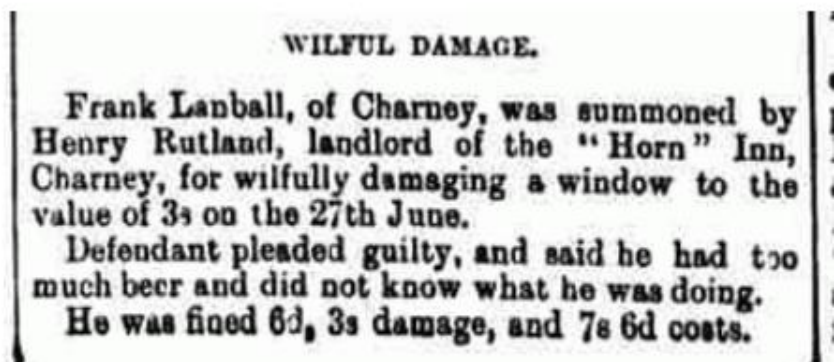 WILFUL DAMAGE.
Frank Lanball, of Charney, was summoned by
Henry Rutland, landlord of the "Horn" Inn,
Charney, for wilfully damaging a window to the
value of 3s on the 27th June.
Defendant pleaded guilty, and said he had too
much beer and did not know what he was doing.
He was fined 6d, 3s damage, and 7s 6d costs.